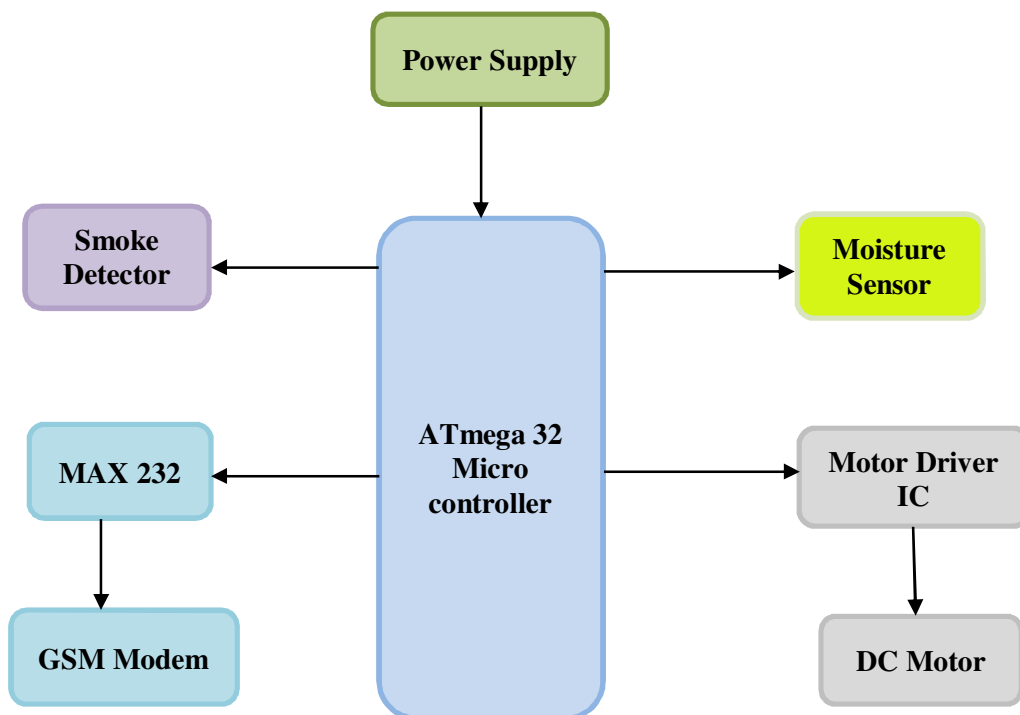 Power Supply
Smoke
Detector
Moisture
Sensor
ATmega 32
Micro
controller
MAX 232
Motor Driver
IC
GSM Modem
DC Motor